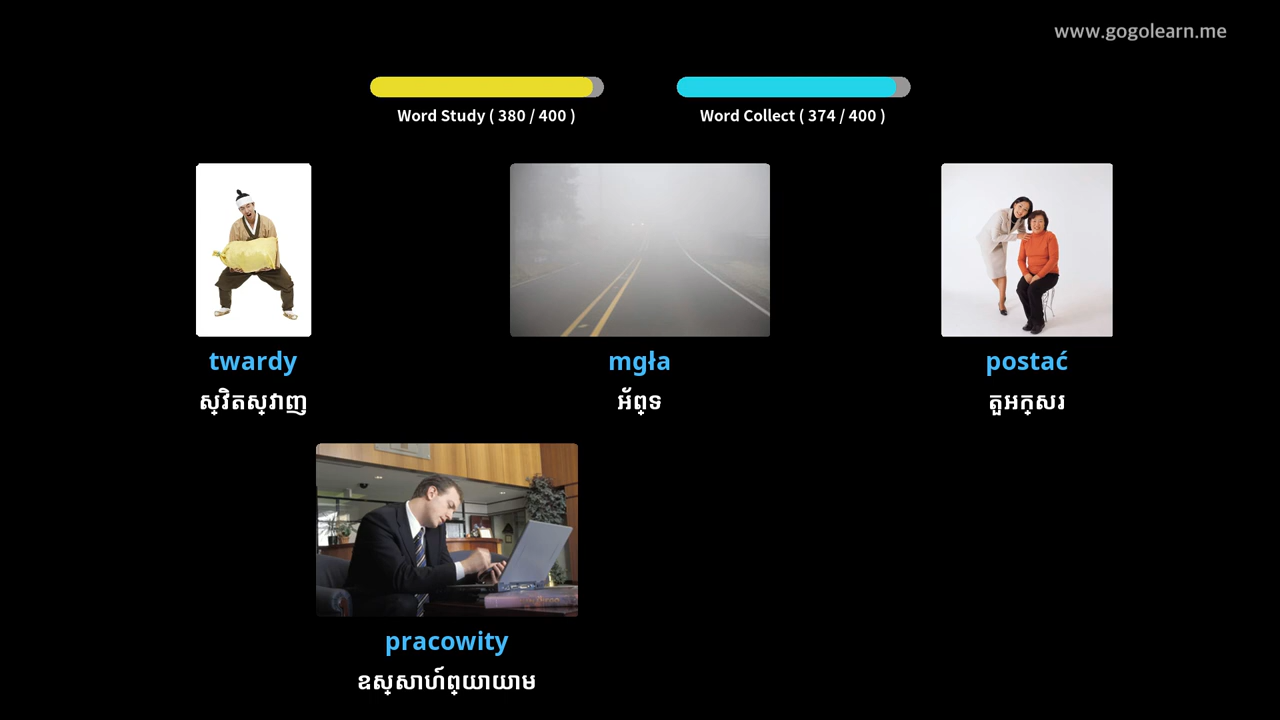 www.gogolearn.me
Word Study ( 380 / 400 )
Word Collect ( 374 / 400 )
twardy
ស្វិតស្វាញ
mgła
អ័ព្ទ
postać
តួអក្សរ
pracowity
ឧស្សាហ៍ព្យាយាម